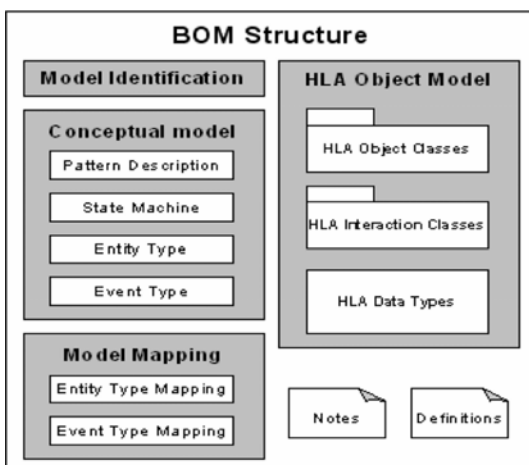 BOM Structure
Model Identification
Conceptual model
Pattern Description
State Machine
Entity Type
Event Type
Model Mapping
Entity Type Mapping
Event Type Mapping
HLA Object Model
HLA Object Classes
HLA Interaction Classes
HLA Data Types
Notes
Definitions